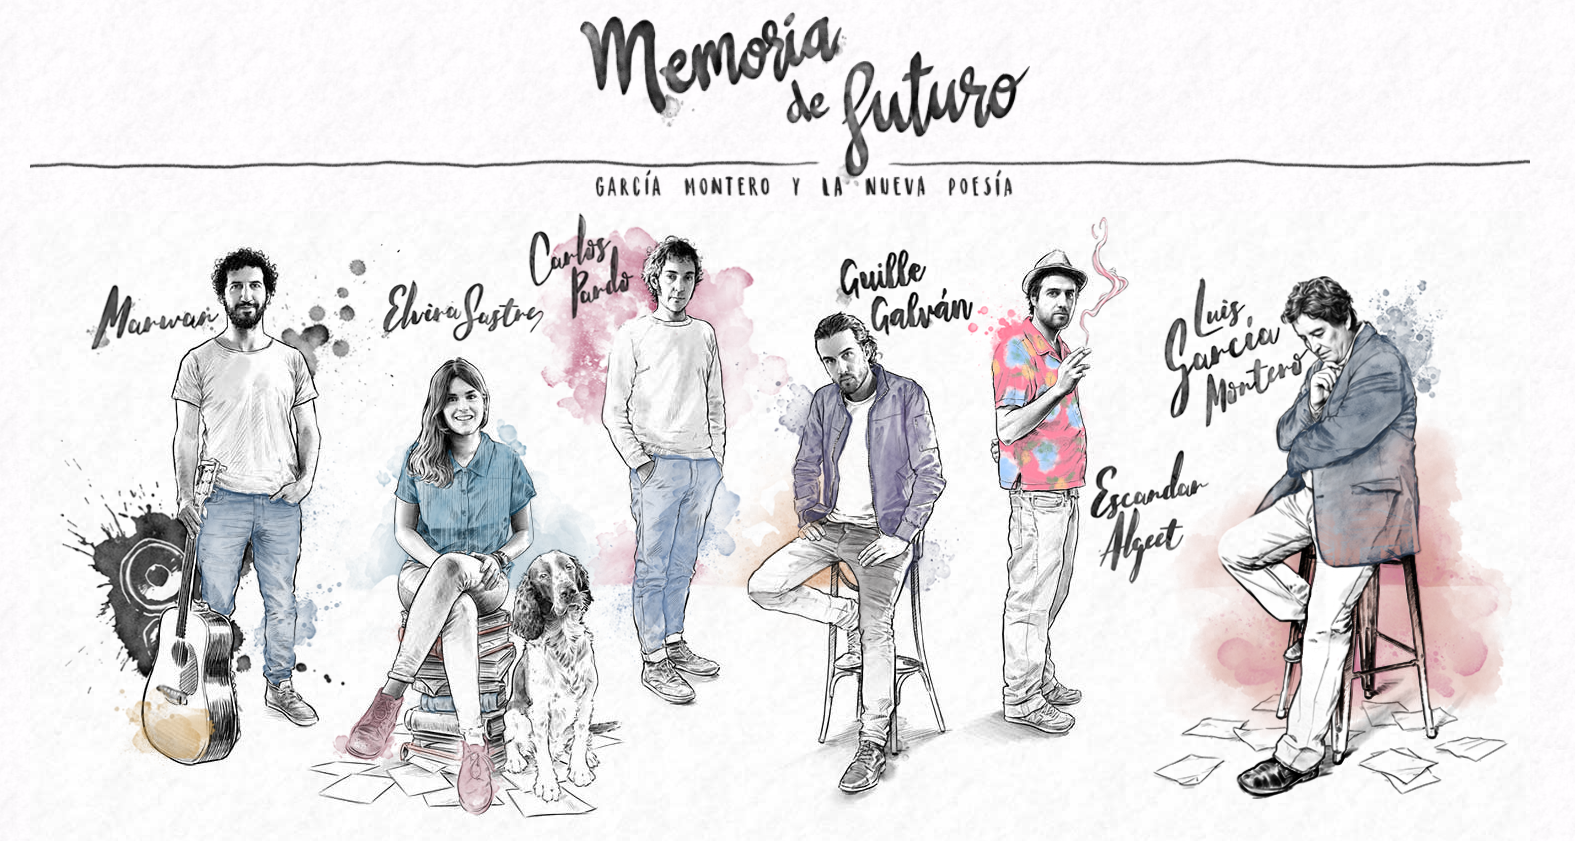 Memoria
de futuro
GARCÍA MONTERO Y LA NUEVA POESÍA
Marwan
Elvira Sastre
Carlos
Pardo
Guille
Galván
Escandar
Algeet
Luis
García
Montero